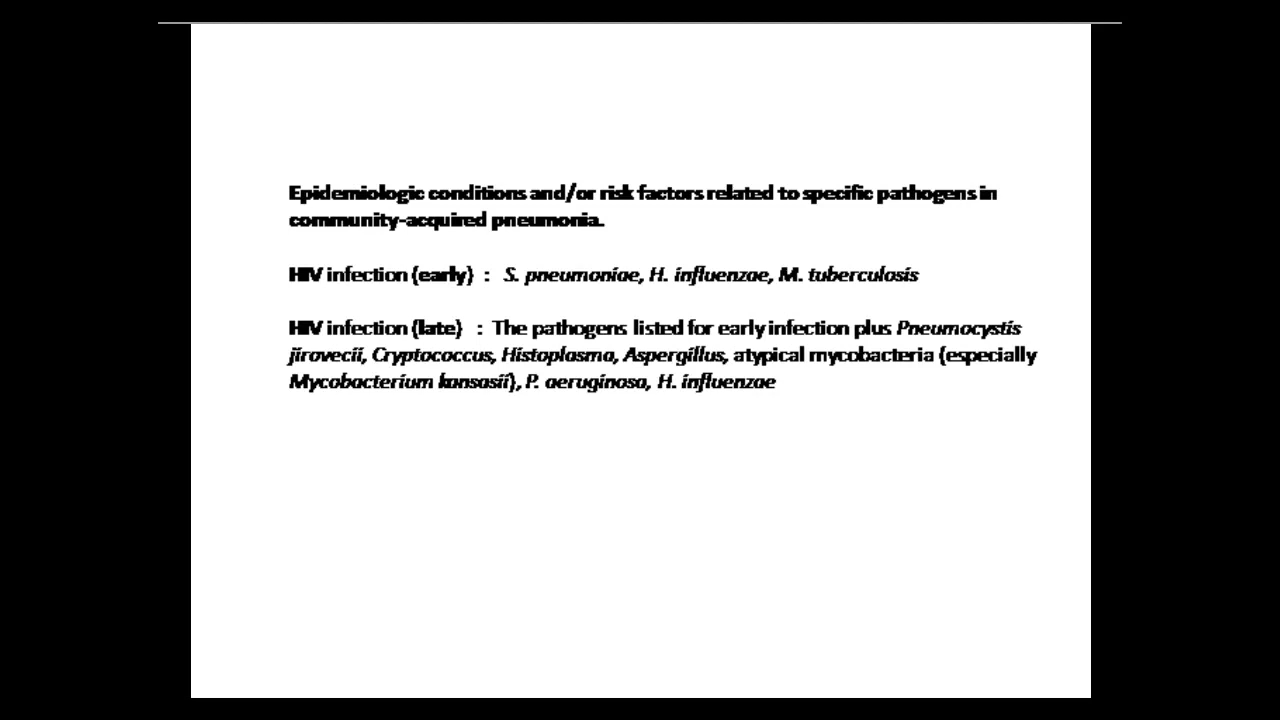 Epidemiologic conditions and/or risk factors related to specific pathogens in
community-acquired pneumonia.
HIV infection (early) : S. pneumoniae, H. influenzae, M. tuberculosis
HIV infection (late) : The pathogens listed for early infection plus Pneumocystis
jirovecii, Cryptococcus, Histoplasma, Aspergillus, atypical mycobacteria (especially
Mycobacterium kansasii), P. aeruginosa, H. influenzae